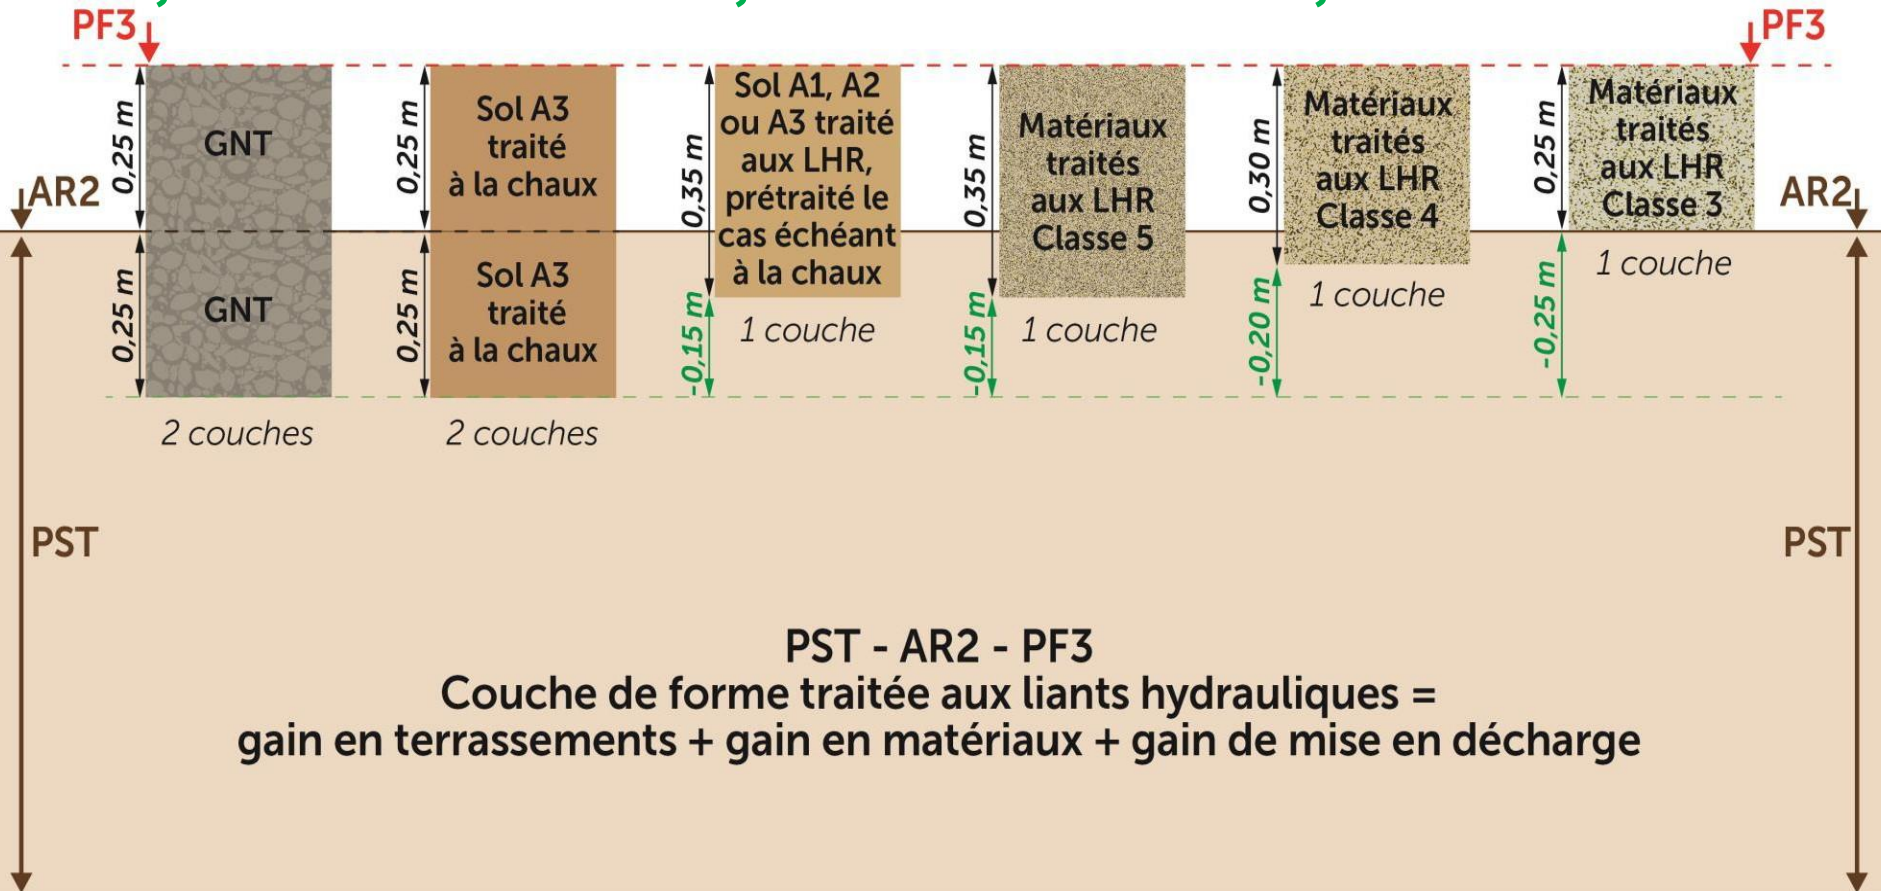 PF3
PF3
0,25 m
GNT
0,25 m
Sol A3
traité
à la chaux
0,35 m
Sol A1, A2
ou A3 traité
aux LHR,
prétraité le
cas échéant
à la chaux
0,35 m
Matériaux
traités
aux LHR
Classe 5
0,30 m
Matériaux
traités
aux LHR
Classe 4
0,25 m
Matériaux
traités
aux LHR
Classe 3
AR2
AR2
0,25 m
GNT
0,25 m
Sol A3
traité
à la chaux
-0,15 m
1 couche
-0,15 m
1 couche
-0,20 m
1 couche
-0,25 m
1 couche
2 couches
2 couches
PST
PST
PST - AR2 - PF3
Couche de forme traitée aux liants hydrauliques =
gain en terrassements + gain en matériaux + gain de mise en décharge